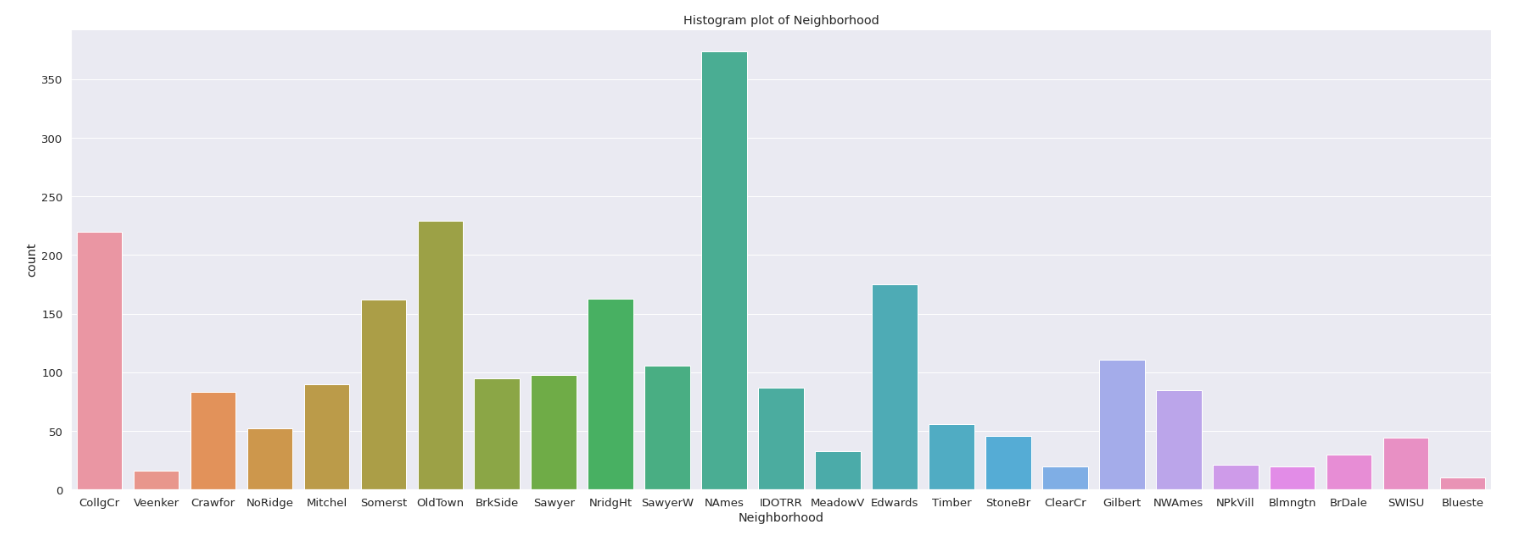 Histogram plot of Neighborhood
350
300
250
200
150
100
50
0
count
CollgCr Veenker Crawfor NoRidge Mitchel Somerst OldTown BrkSide Sawyer NridgHt SawyerW NAmes IDOTRR MeadowV Edwards Timber StoneBr ClearCr Gilbert NWAmes NPkVill Blmngtn BrDale SWISU Blueste
Neighborhood